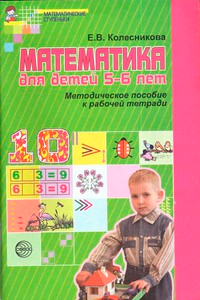 МАТЕМАТИЧЕСКИЕ
СТУПЕНЬКИ
Е.В. Колесникова
МАТЕМАТИКА
для детей 5-6 лет
Методическое пособие
к рабочей тетради
10
6 3 = 9
6 3 = 9
СФЕРА